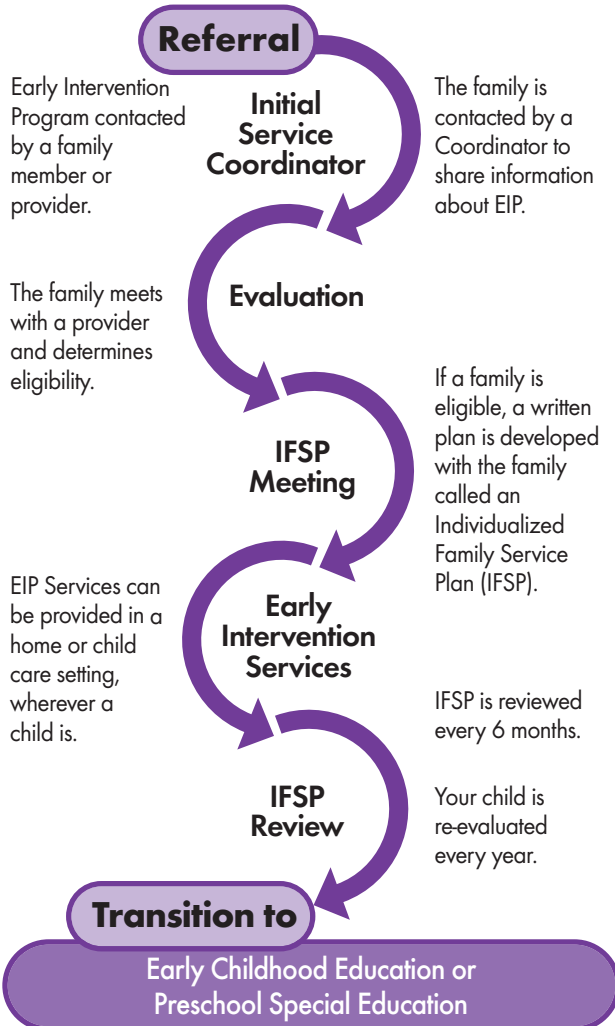 Referral
Early Intervention
Program contacted
by a family
member or
provider.
Initial
Service
Coordinator
The family is
contacted by a
Coordinator to
share information
about EIP.
Evaluation
The family meets
with a provider
and determines
eligibility.
IFSP
Meeting
If a family is
eligible, a written
plan is developed
with the family
called an
Individualized
Family Service
Plan (IFSP).
EIP Services can
be provided in a
home or child
care setting,
wherever a
child is.
Early
Intervention
Services
IFSP is reviewed
every 6 months.
IFSP
Review
Your child is
re-evaluated
every year.
Transition to
Early Childhood Education or
Preschool Special Education